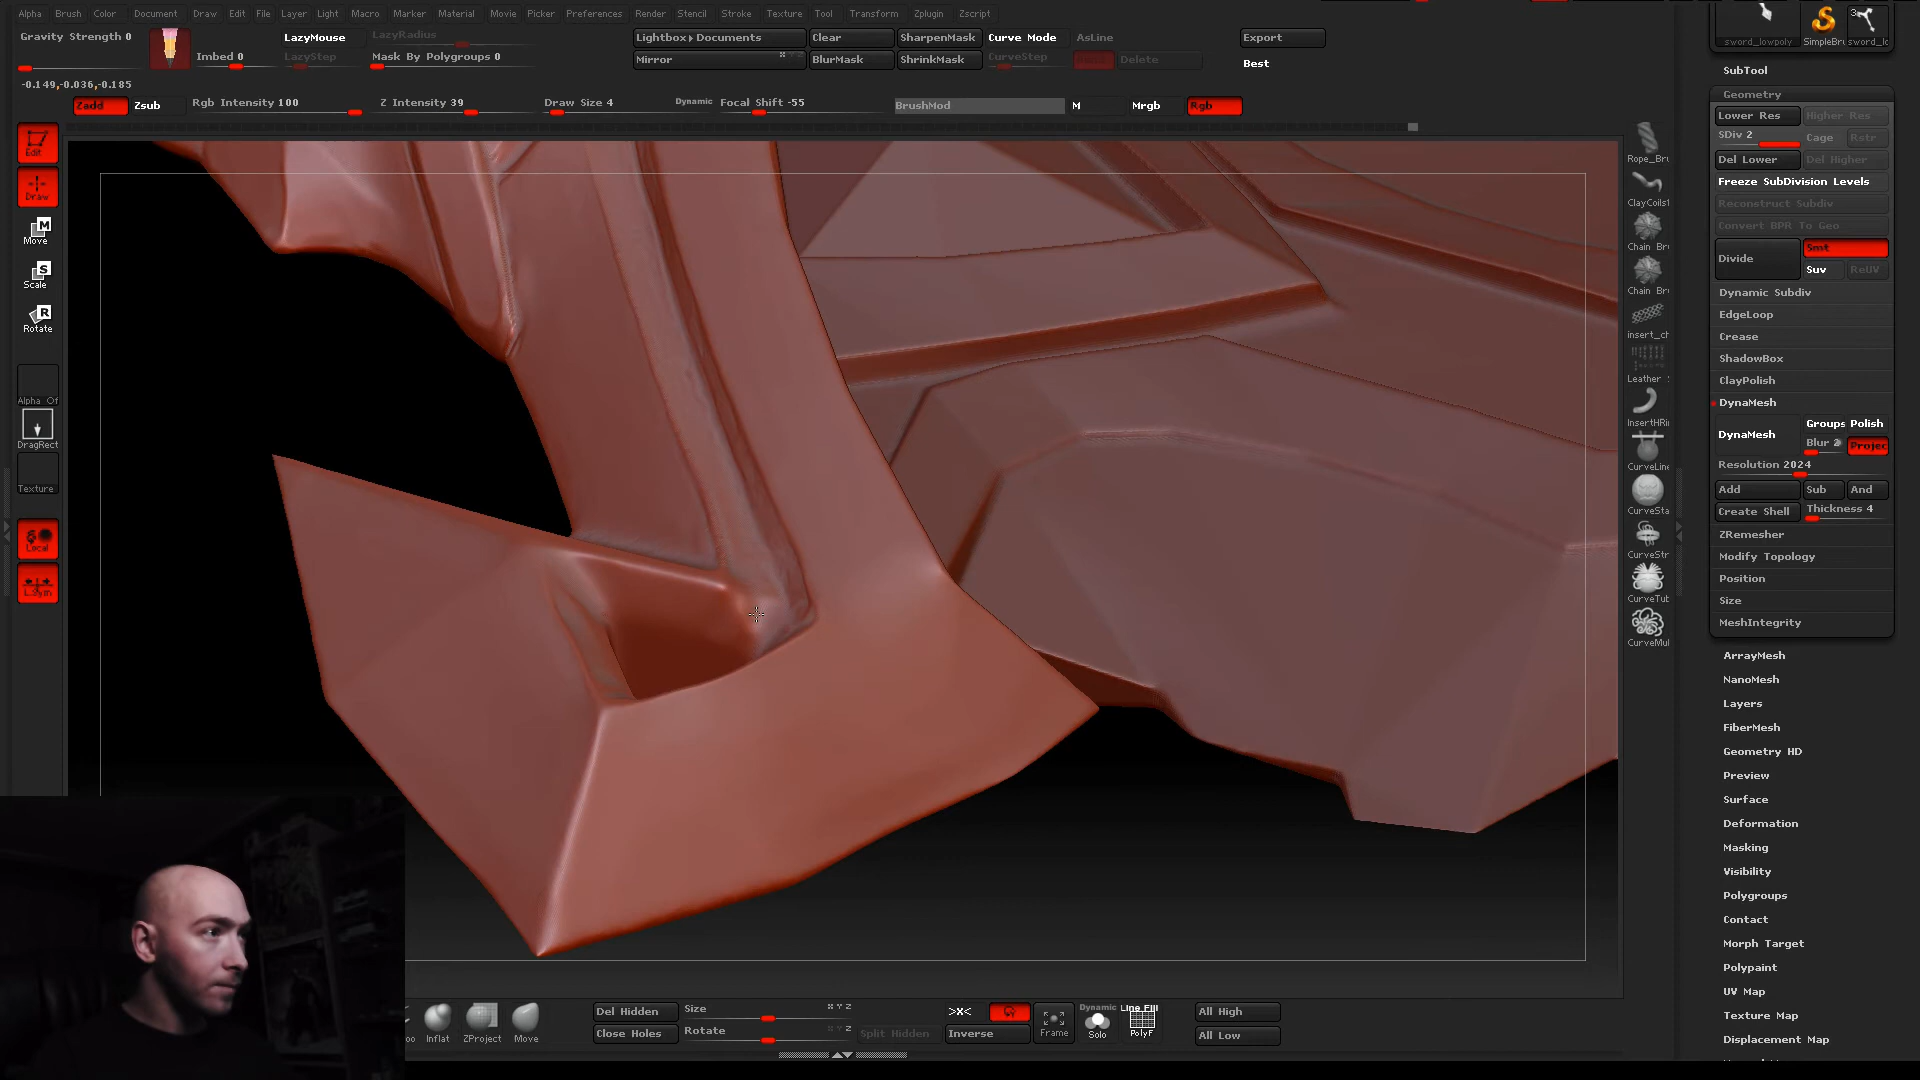 Alpha Brush Color Document Draw Edit File Layer Light Macro Marker Material Movie Picker Preferences Render Stencil Stroke Texture Tool Transform Zplugin Zscript
Gravity Strength 0
Imbed 0
LazyMouse
LazyStep
LazyRadius
Mask By Polygroups 0
Lightbox▸Documents
Mirror
Clear
BlurMask
SharpenMask
ShrinkMask
Curve Mode
CurveStep
AsLine
Delete
Export
Best
-0.149,-0.036,-0.185
Zadd Zsub
Rgb Intensity 100
Z Intensity 39
Draw Size 4
Dynamic
Focal Shift -55
BrushMod
M
Mrgb
Rgb
Edit
Draw
Move
Scale
Rotate
Alpha Of
DragRect
Texture
Local
L.Sym
Rope_Bru
ClayCoils
Chain Br
Chain Br
insert_ch
Leather
InsertHRi
CurveLin
CurveSta
CurveStr
CurveTub
CurveMul
sword_lowpoly
SimpleBru
sword_lo
SubTool
Geometry
Lower Res Higher Res
SDiv 2 Cage Rstr
Del Lower Del Higher
Freeze SubDivision Levels
Reconstruct Subdiv
Convert BPR To Geo
Divide
Smt
Suv ReUV
Dynamic Subdiv
EdgeLoop
Crease
ShadowBox
ClayPolish
DynaMesh
DynaMesh
Groups Polish
Blur 2 Projec
Resolution 2024
Add Sub And
Create Shell Thickness 4
ZRemesher
Modify Topology
Position
Size
MeshIntegrity
ArrayMesh
NanoMesh
Layers
FiberMesh
Geometry HD
Preview
Surface
Deformation
Masking
Visibility
Polygroups
Contact
Morph Target
Polypaint
UV Map
Texture Map
Displacement Map
Inflat
ZProject
Move
Del Hidden
Close Holes
Size
Rotate
X Y Z
Split Hidden
>X<
Inverse
Frame
Dynamic
Solo
Line Fill
PolyF
All High
All Low